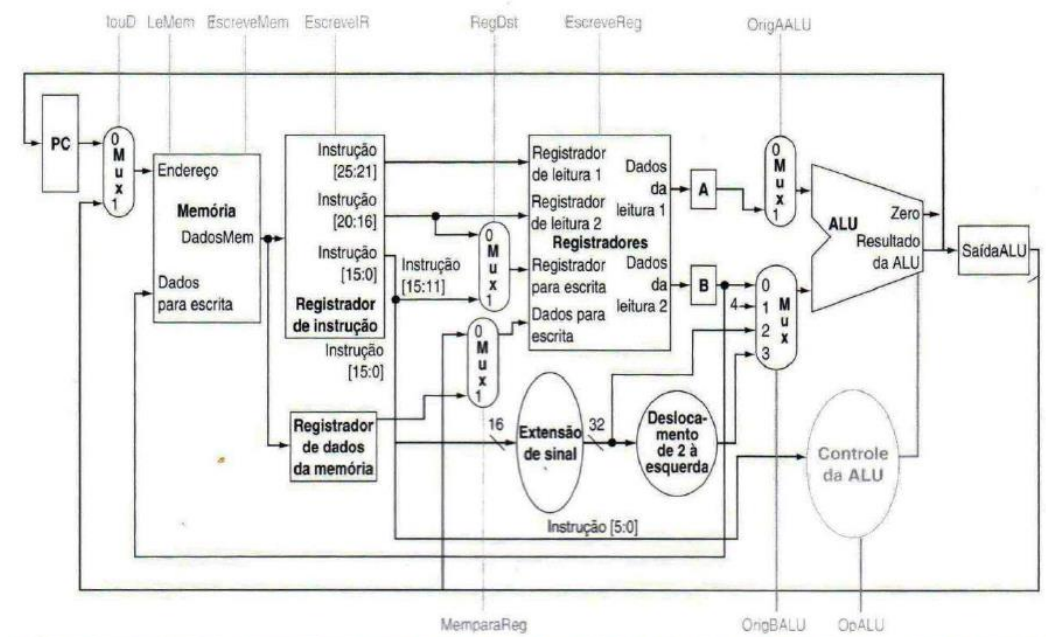 IouD LeMem EscreveMem EscreveIR RegDst EscreveReg OrigAALU
PC
0
M
u
x
1
Endereço
Memória
DadosMem
Dados
para escrita
Instrução
[25:21]
Instrução
[20:16]
Instrução
[15:0]
Registrador
de instrução
Instrução
[15:11]
Instrução
[15:0]
Registrador
de dados
da memória
0
M
u
x
1
0
M
u
x
1
Registrador
de leitura 1
Registrador
de leitura 2
Registradores
Registrador
para escrita
Dados para
escrita
Dados
da
leitura 1
Dados
da
leitura 2
A
B
0
M
u
x
1
4
0
1
2
3
M
u
x
ALU
Zero
Resultado
da ALU
SaídaALU
16
Extensão
de sinal
32
Desloca-
mento
de 2 à
esquerda
Controle
da ALU
Instrução [5:0]
MemparaReg OrigBALU OpALU